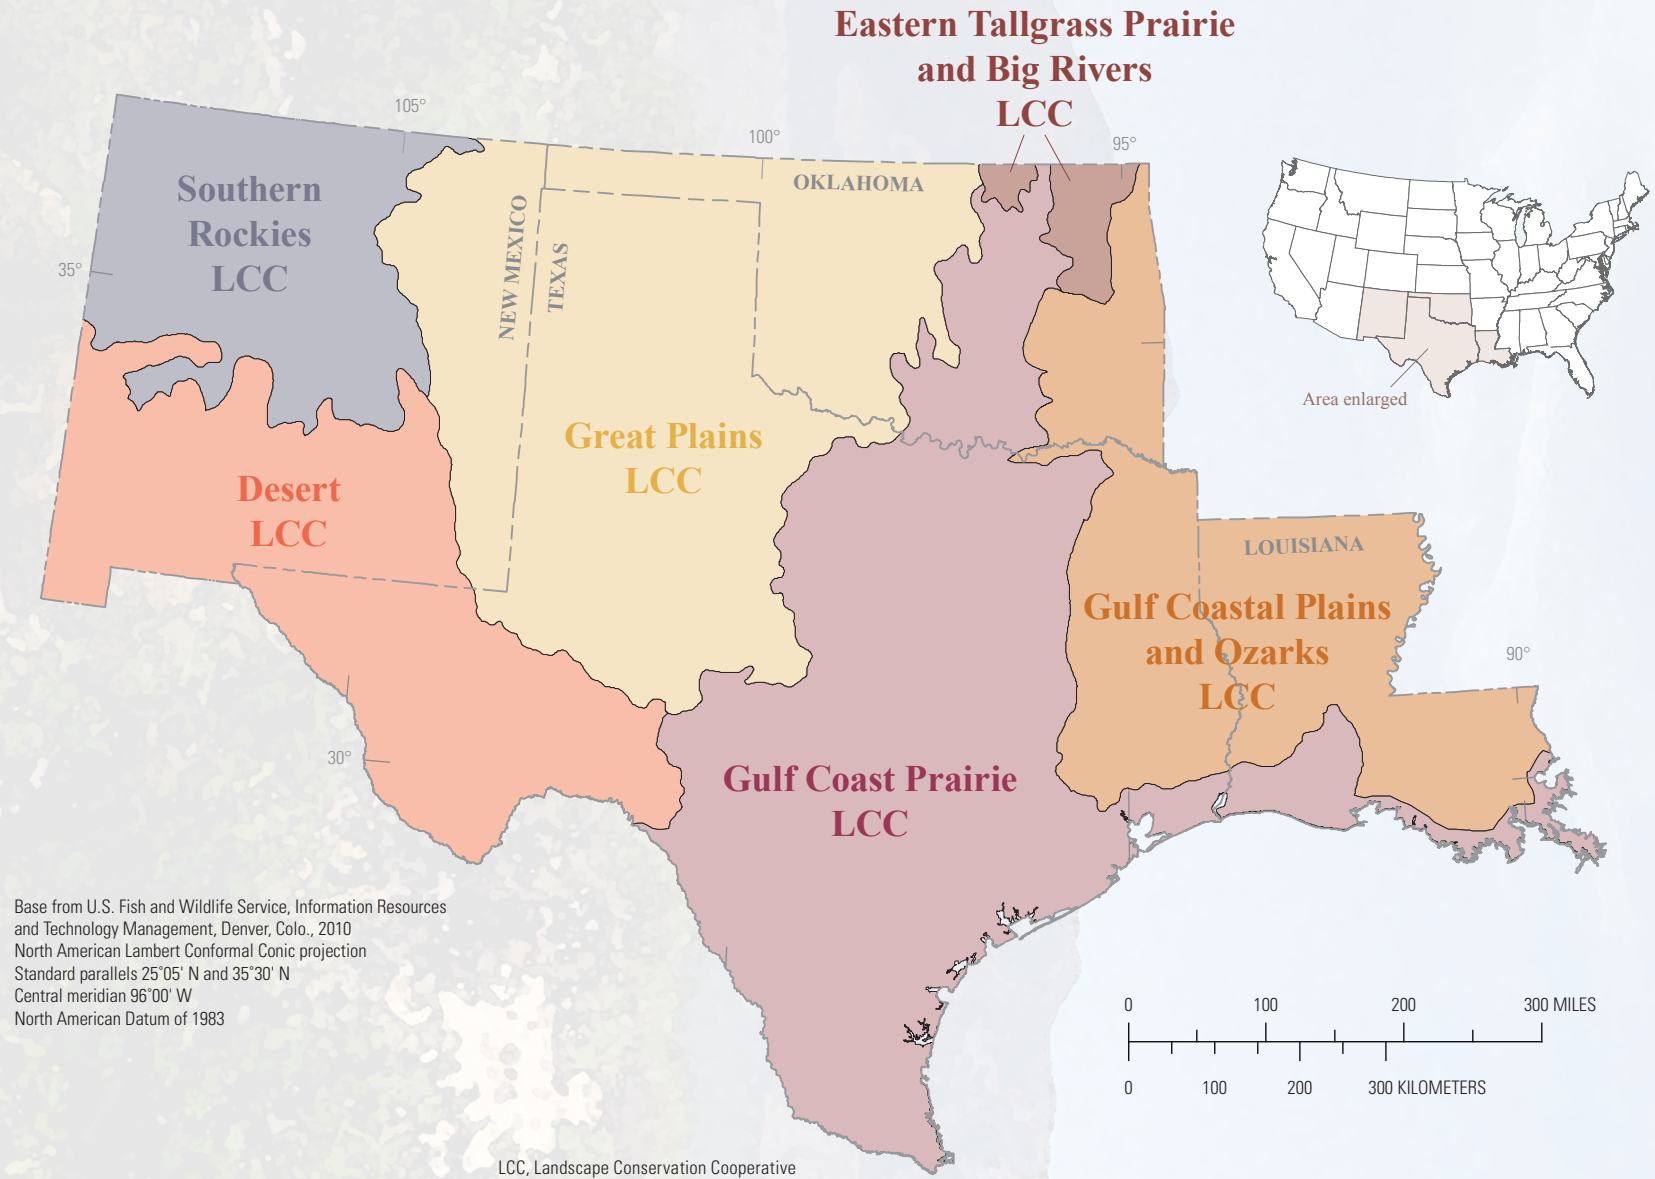 Eastern Tallgrass Prairie
and Big Rivers
LCC
105°
100°
95°
OKLAHOMA
Southern
Rockies
LCC
NEW MEXICO
TEXAS
35°
Area enlarged
Great Plains
LCC
Desert
LCC
LOUISIANA
Gulf Coastal Plains
and Ozarks
LCC
90°
30°
Gulf Coast Prairie
LCC
Base from U.S. Fish and Wildlife Service, Information Resources
and Technology Management, Denver, Colo., 2010
North American Lambert Conformal Conic projection
Standard parallels 25°05' N and 35°30' N
Central meridian 96°00' W
North American Datum of 1983
0 100 200 300 MILES
0 100 200 300 KILOMETERS
LCC, Landscape Conservation Cooperative